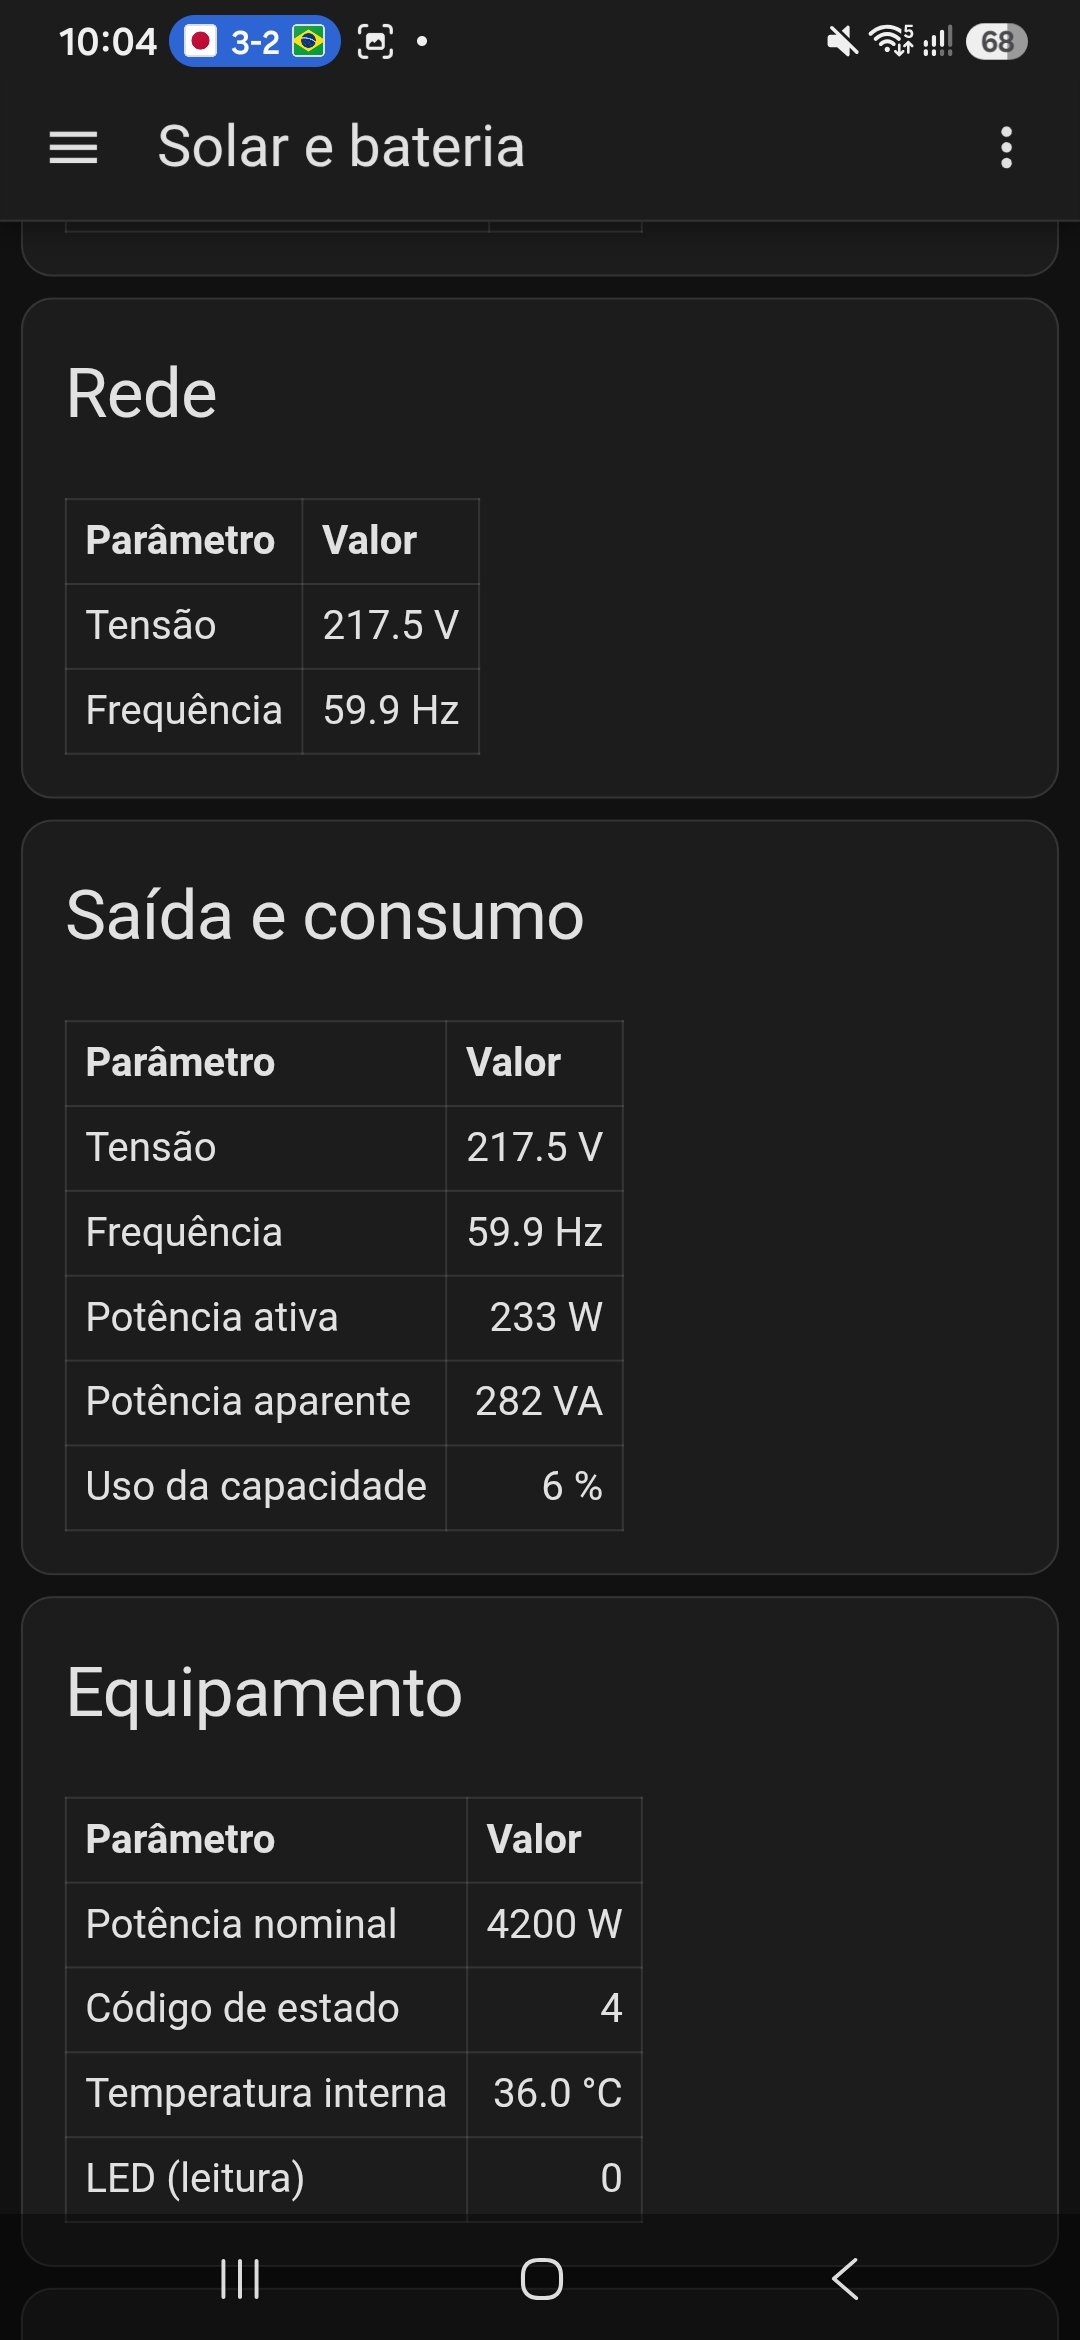 10:04 3-2 5 68
Solar e bateria
Rede
Parâmetro Valor
Tensão 217.5 V
Frequência 59.9 Hz
Saída e consumo
Parâmetro Valor
Tensão 217.5 V
Frequência 59.9 Hz
Potência ativa 233 W
Potência aparente 282 VA
Uso da capacidade 6 %
Equipamento
Parâmetro Valor
Potência nominal 4200 W
Código de estado 4
Temperatura interna 36.0 °C
LED (leitura) 0